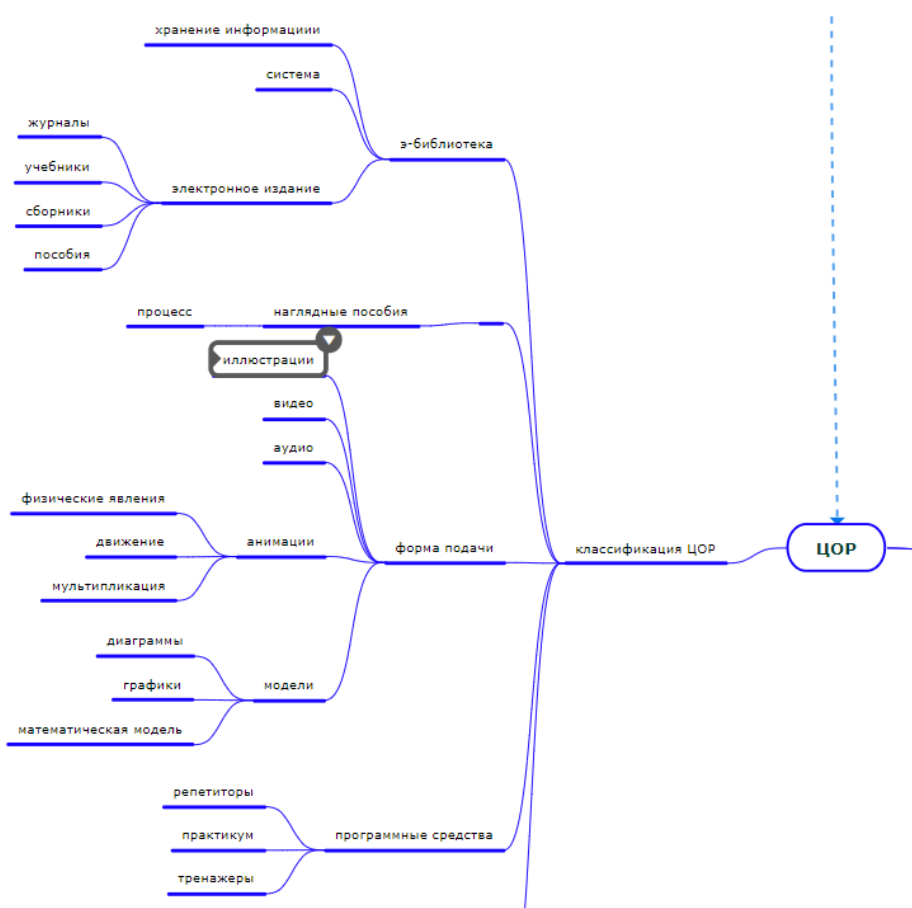 хранение информациии
система
журналы
э-библиотека
учебники
электронное издание
сборники
пособия
процесс
наглядные пособия
иллюстрации
видео
аудио
физические явления
движение
анимации
форма подачи
классификация ЦОР
ЦОР
мультипликация
диаграммы
графики
модели
математическая модель
репетиторы
практикум
программные средства
тренажеры